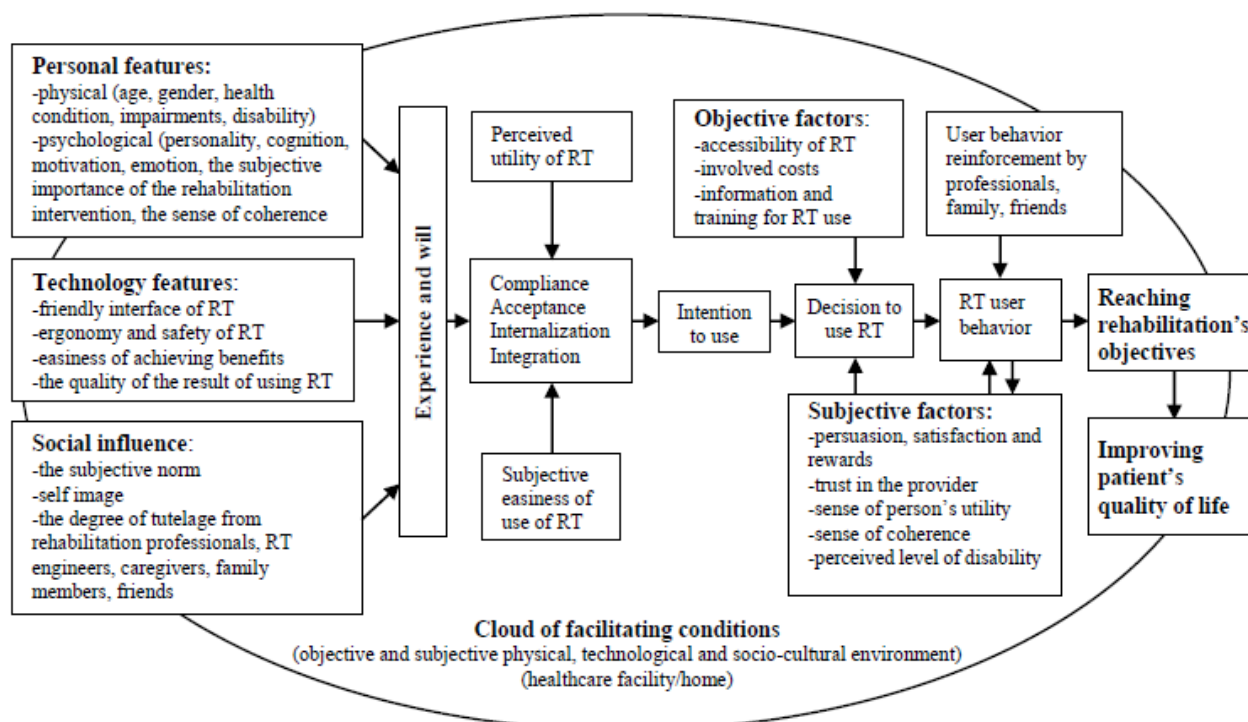 Personal features:
-physical (age, gender, health
condition, impairments, disability)
-psychological (personality, cognition,
motivation, emotion, the subjective
importance of the rehabilitation
intervention, the sense of coherence
Technology features:
-friendly interface of RT
-ergonomy and safety of RT
-easiness of achieving benefits
-the quality of the result of using RT
Social influence:
-the subjective norm
-self image
-the degree of tutelage from
rehabilitation professionals, RT
engineers, caregivers, family
members, friends
Experience and will
Perceived
utility of RT
Compliance
Acceptance
Internalization
Integration
Subjective
easiness of
use of RT
Intention
to use
Objective factors:
-accessibility of RT
-involved costs
-information and
training for RT use
Decision to
use RT
Subjective factors:
-persuasion, satisfaction and
rewards
-trust in the provider
-sense of person's utility
-sense of coherence
-perceived level of disability
User behavior
reinforcement by
professionals,
family, friends
RT user
behavior
Reaching
rehabilitation's
objectives
Improving
patient's
quality of life
Cloud of facilitating conditions
(objective and subjective physical, technological and socio-cultural environment)
(healthcare facility/home)